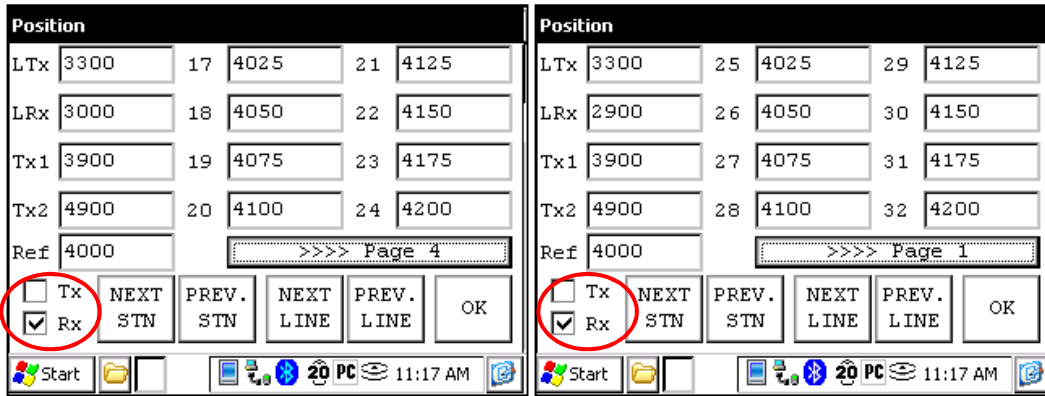 Position
LTx 3300 17 4025 21 4125
LRx 3000 18 4050 22 4150
Tx1 3900 19 4075 23 4175
Tx2 4900 20 4100 24 4200
Ref 4000 >>>> Page 4
Tx NEXT PREV. NEXT PREV. OK
Rx STN STN LINE LINE
Start 20 PC 11:17 AM
Position
LTx 3300 25 4025 29 4125
LRx 2900 26 4050 30 4150
Tx1 3900 27 4075 31 4175
Tx2 4900 28 4100 32 4200
Ref 4000 >>>> Page 1
Tx NEXT PREV. NEXT PREV. OK
Rx STN STN LINE LINE
Start 20 PC 11:17 AM